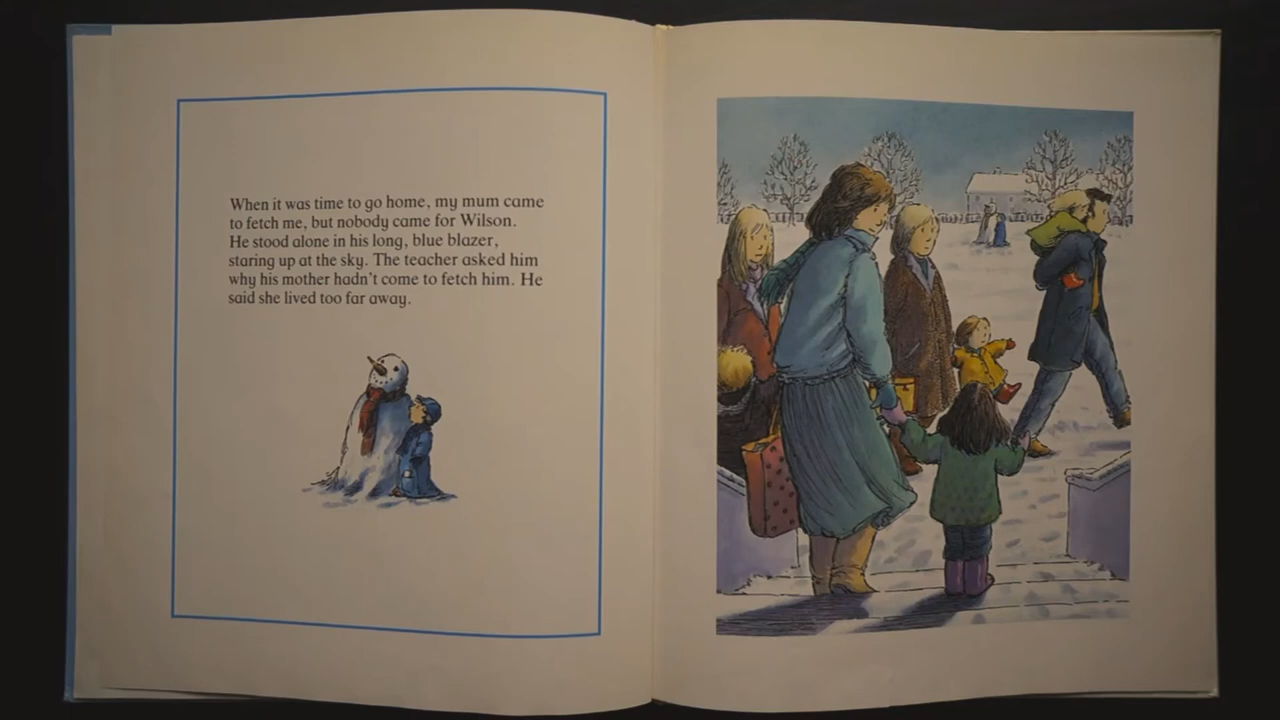 When it was time to go home, my mum came
to fetch me, but nobody came for Wilson.
He stood alone in his long, blue blazer,
staring up at the sky. The teacher asked him
why his mother hadn't come to fetch him. He
said she lived too far away.